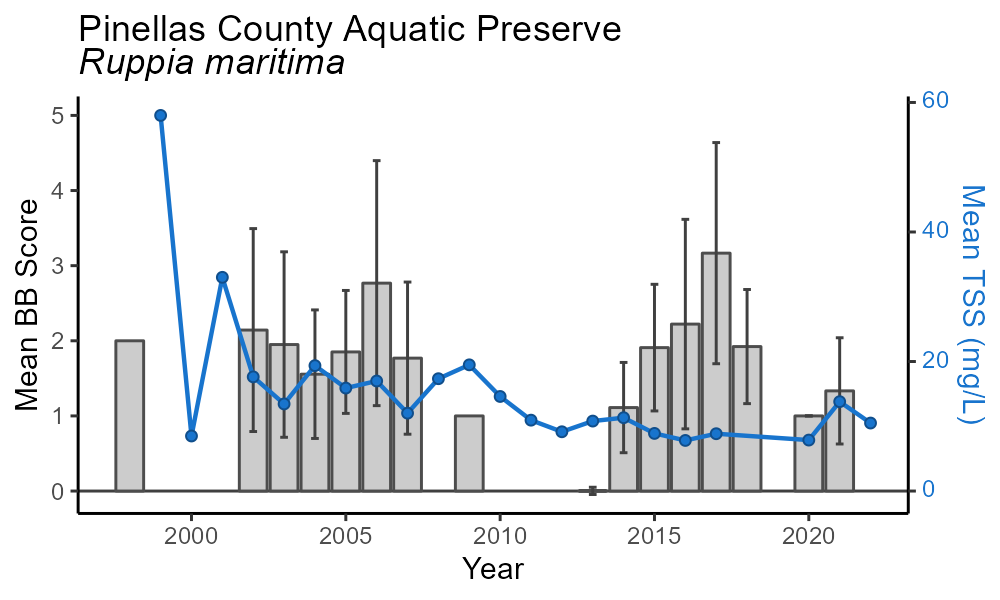 Pinellas County Aquatic Preserve
Ruppia maritima
5
4
3
2
1
0
Mean BB Score
60
40
20
0
Mean TSS (mg/L)
2000 2005 2010 2015 2020
Year